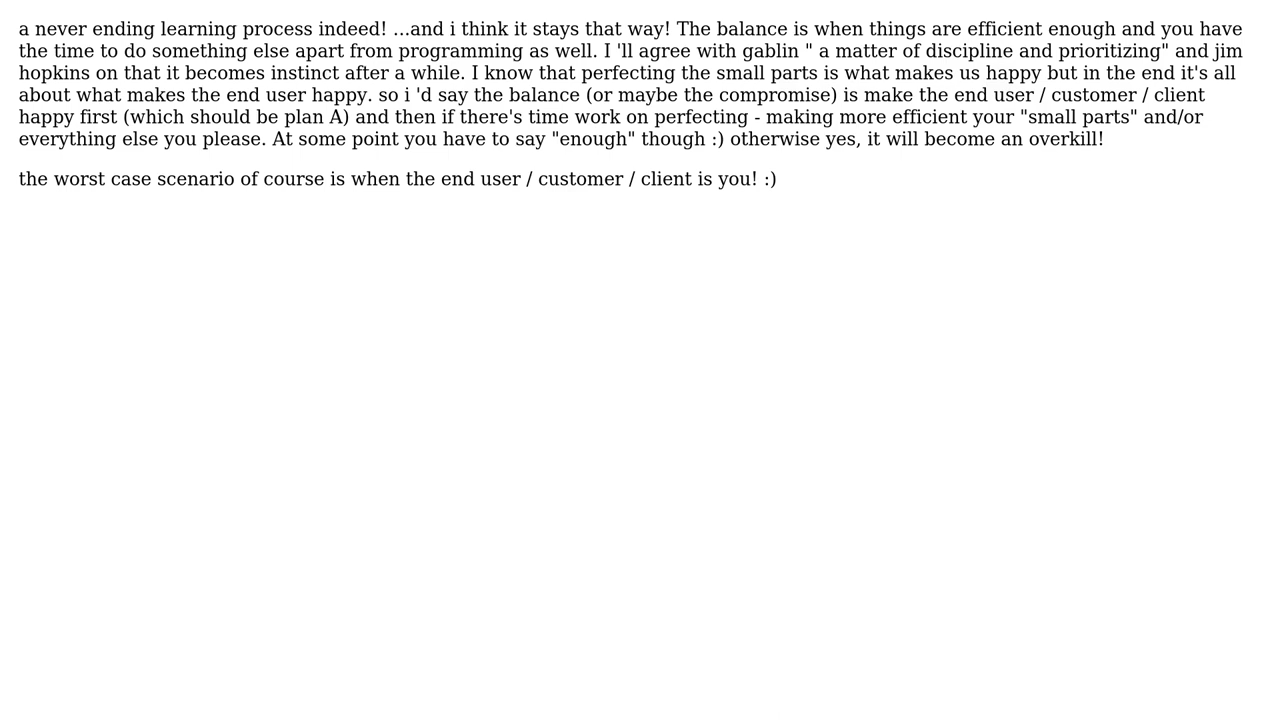 a never ending learning process indeed! ...and i think it stays that way! The balance is when things are efficient enough and you have
the time to do something else apart from programming as well. I 'll agree with gablin " a matter of discipline and prioritizing" and jim
hopkins on that it becomes instinct after a while. I know that perfecting the small parts is what makes us happy but in the end it's all
about what makes the end user happy. so i 'd say the balance (or maybe the compromise) is make the end user / customer / client
happy first (which should be plan A) and then if there's time work on perfecting - making more efficient your "small parts" and/or
everything else you please. At some point you have to say "enough" though :) otherwise yes, it will become an overkill!
the worst case scenario of course is when the end user / customer / client is you! :)